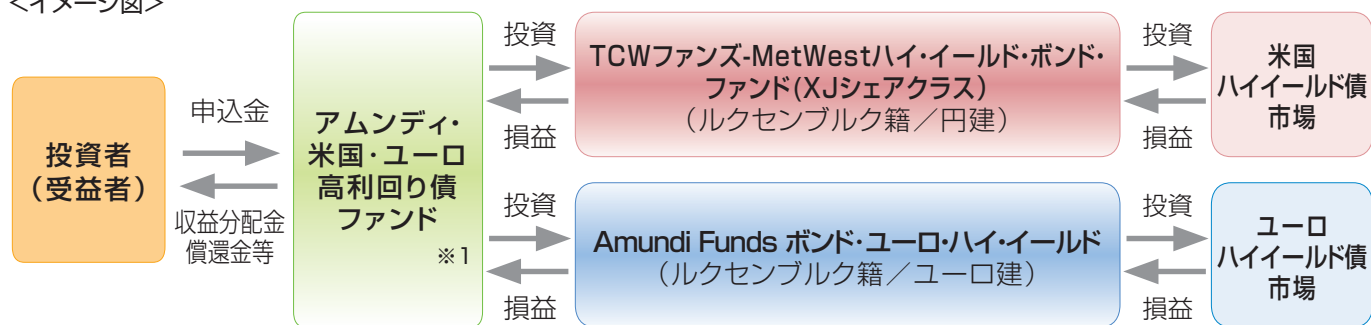 <イメージ図>
投資者
(受益者)
申込金
収益分配金
償還金等
アムンディ・
米国・ユーロ
高利回り債
ファンド
※1
投資
損益
TCWファンズ-MetWestハイ・イールド・ボンド・
ファンド(XJシェアクラス)
(ルクセンブルク籍／円建)
投資
損益
米国
ハイイールド債
市場
投資
損益
Amundi Funds ボンド・ユーロ・ハイ・イールド
(ルクセンブルク籍／ユーロ建)
投資
損益
ユーロ
ハイイールド債
市場